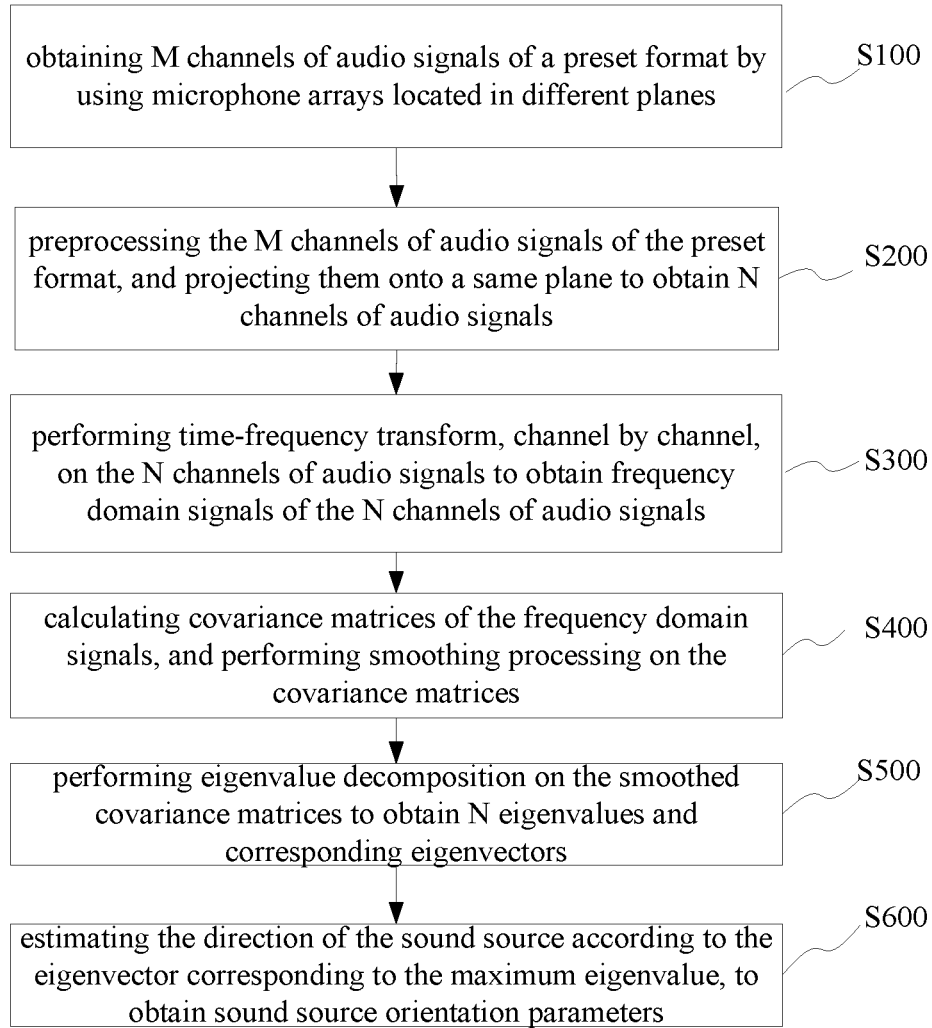 obtaining M channels of audio signals of a preset format by
using microphone arrays located in different planes
S100
preprocessing the M channels of audio signals of the preset
format, and projecting them onto a same plane to obtain N
channels of audio signals
S200
performing time-frequency transform, channel by channel,
on the N channels of audio signals to obtain frequency
domain signals of the N channels of audio signals
S300
calculating covariance matrices of the frequency domain
signals, and performing smoothing processing on the
covariance matrices
S400
performing eigenvalue decomposition on the smoothed
covariance matrices to obtain N eigenvalues and
corresponding eigenvectors
S500
estimating the direction of the sound source according to the
eigenvector corresponding to the maximum eigenvalue, to
obtain sound source orientation parameters
S600